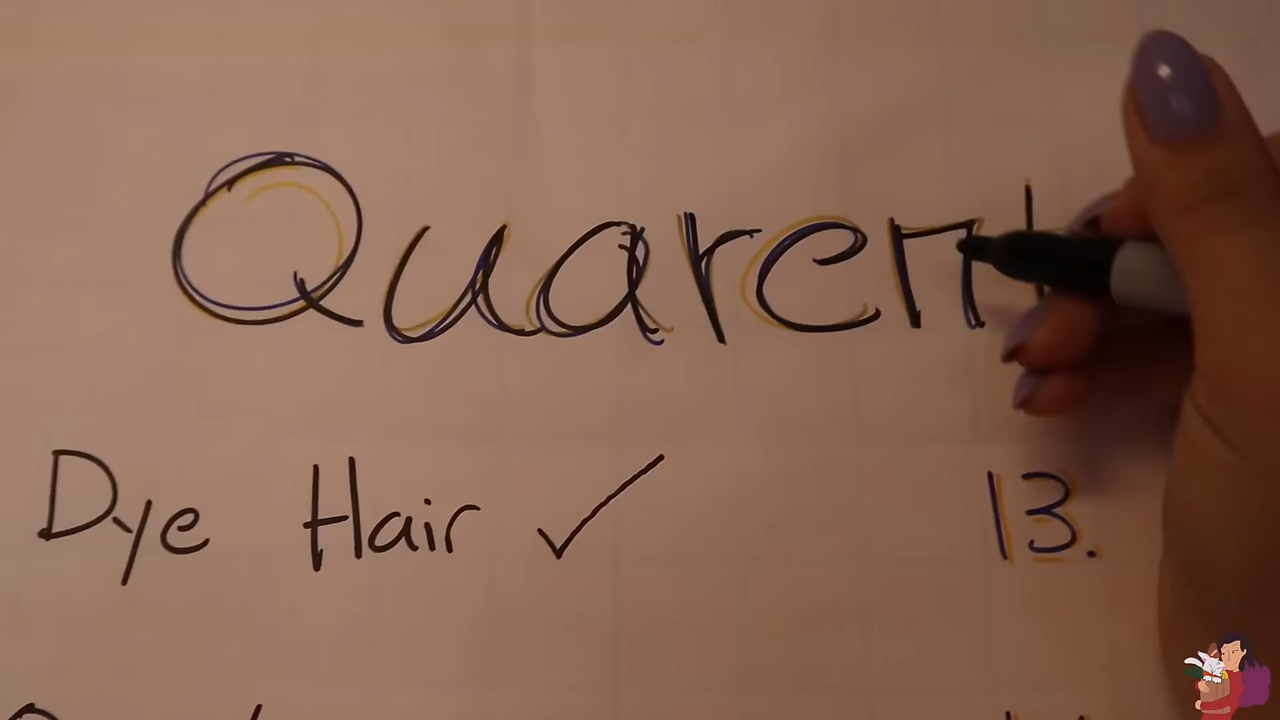 Quarent
Dye Hair ✓ 13.